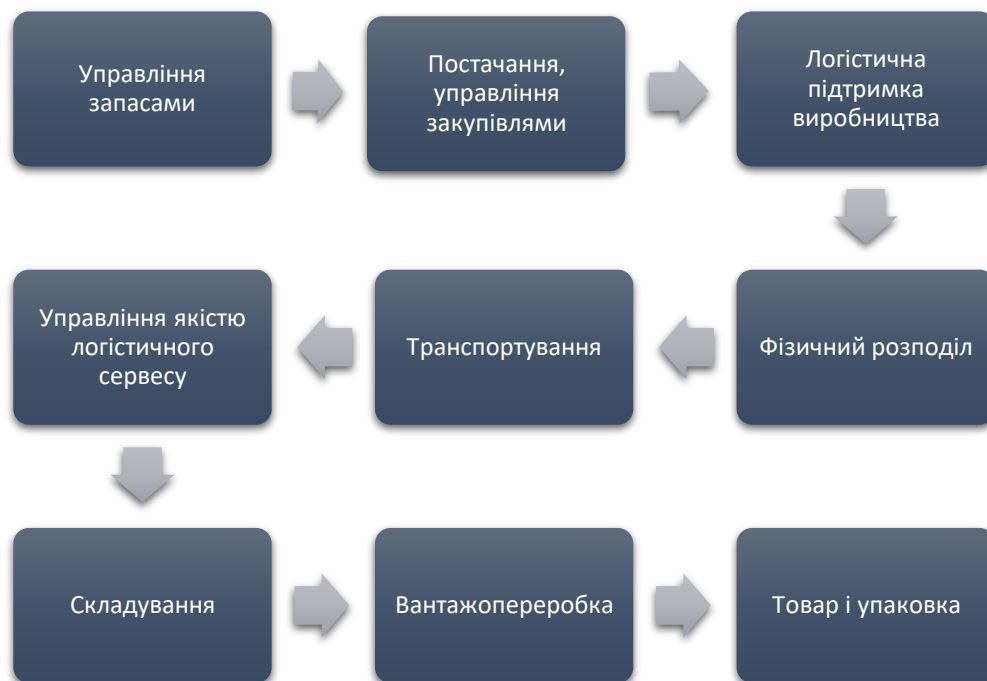 Управління
запасами
Постачання,
управління
закупівлями
Логістична
підтримка
виробництва
Фізичний розподіл
Транспортування
Управління якістю
логістичного
сервесу
Складування
Вантажопереробка
Товар і упаковка